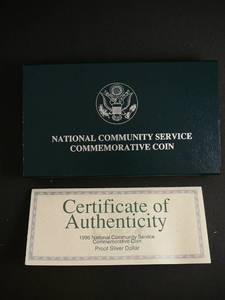 NATIONAL COMMUNITY SERVICE
COMMEMORATIVE COIN
Certificate of
Authenticity
1996 National Community Service
Commemorative Coin
Proof Silver Dollar